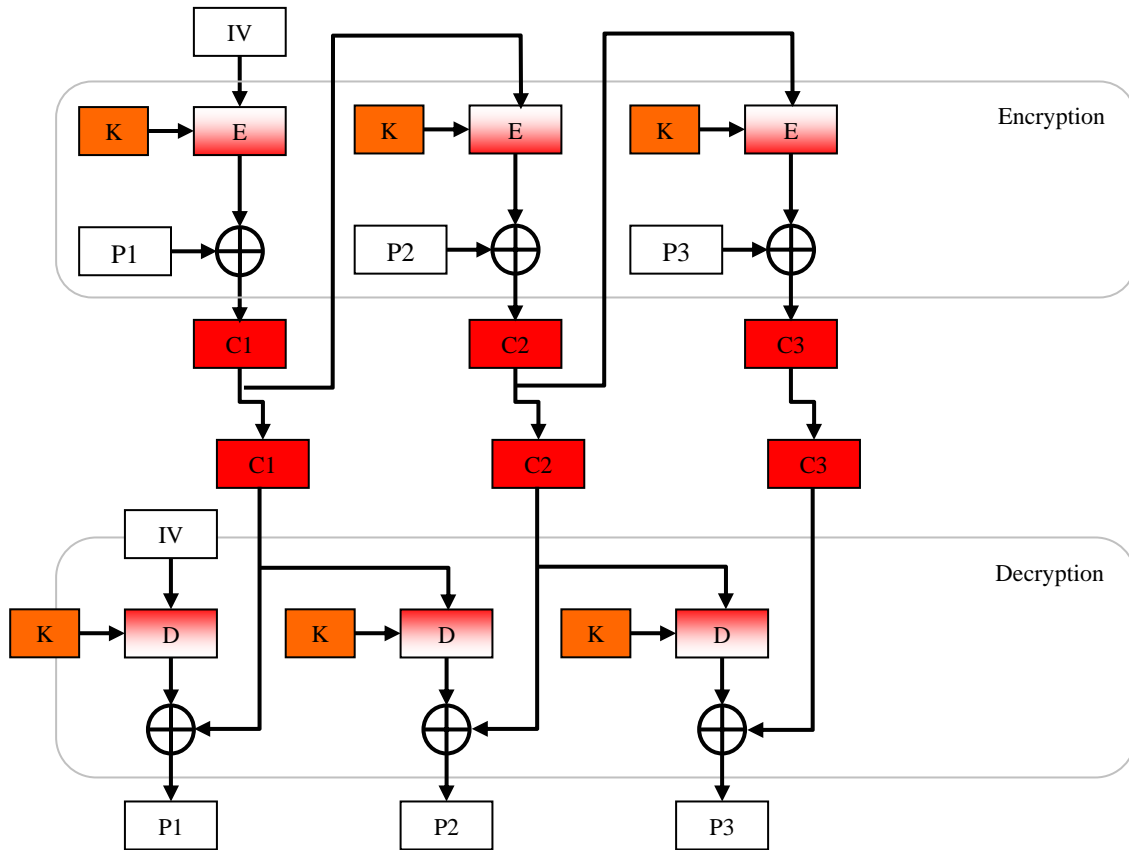 IV
K
E
K
E
K
E
Encryption
P1
P2
P3
C1
C2
C3
C1
C2
C3
IV
Decryption
K
D
K
D
K
D
P1
P2
P3